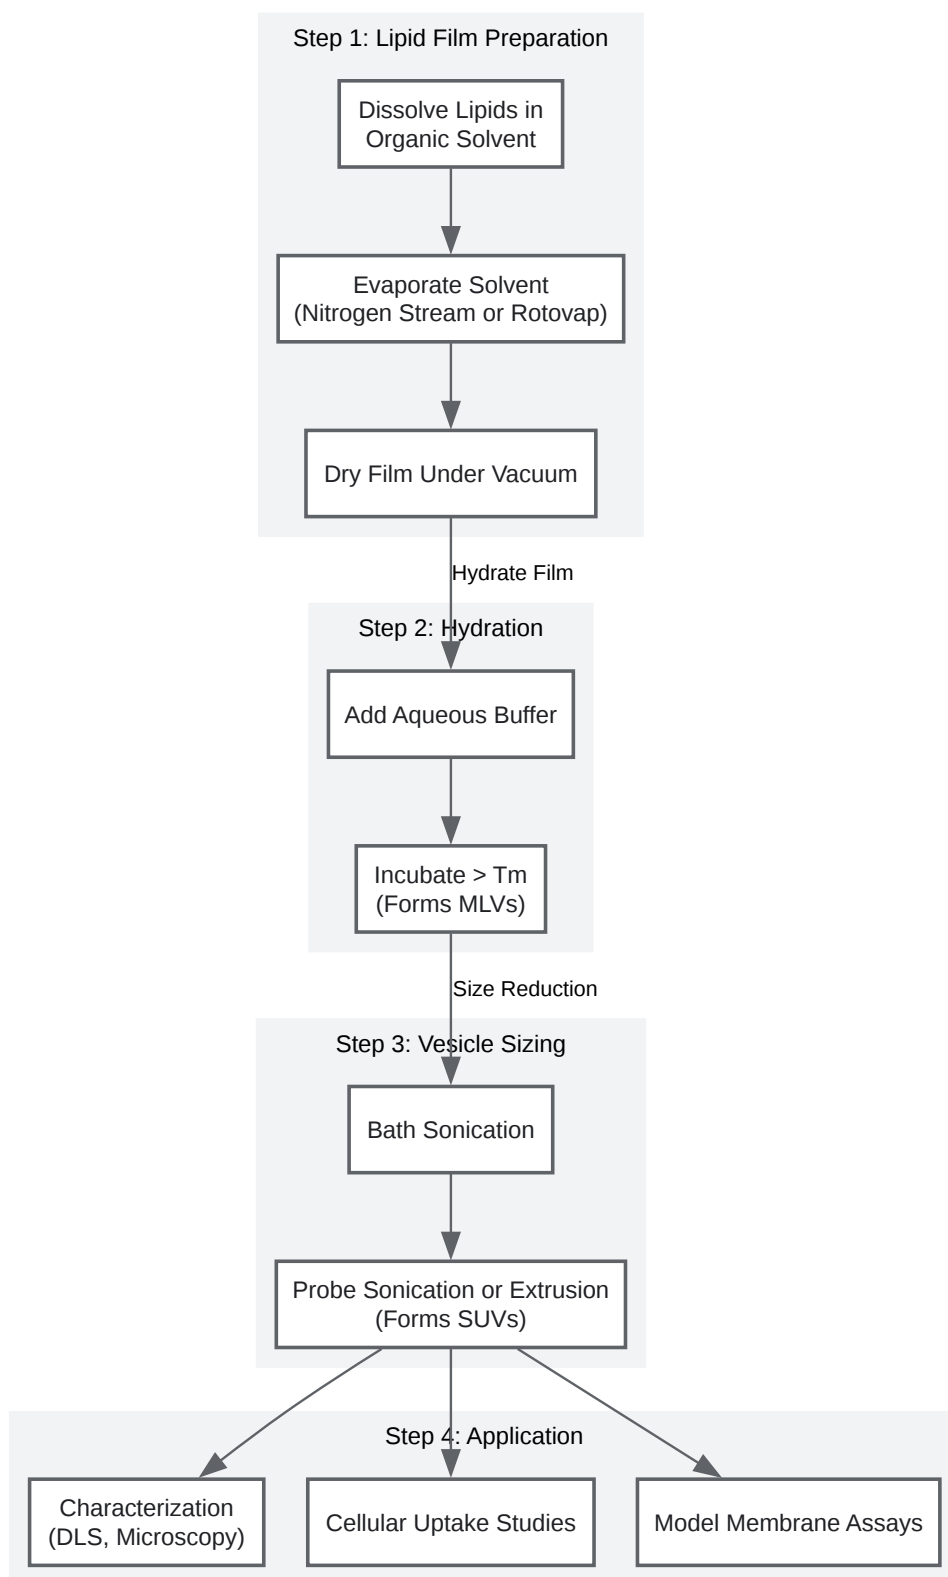 Step 1: Lipid Film Preparation
Dissolve Lipids in
Organic Solvent
Evaporate Solvent
(Nitrogen Stream or Rotovap)
Dry Film Under Vacuum
Hydrate Film
Step 2: Hydration
Add Aqueous Buffer
Incubate > Tm
(Forms MLVs)
Size Reduction
Step 3: Vesicle Sizing
Bath Sonication
Probe Sonication or Extrusion
(Forms SUVs)
Step 4: Application
Characterization
(DLS, Microscopy)
Cellular Uptake Studies
Model Membrane Assays